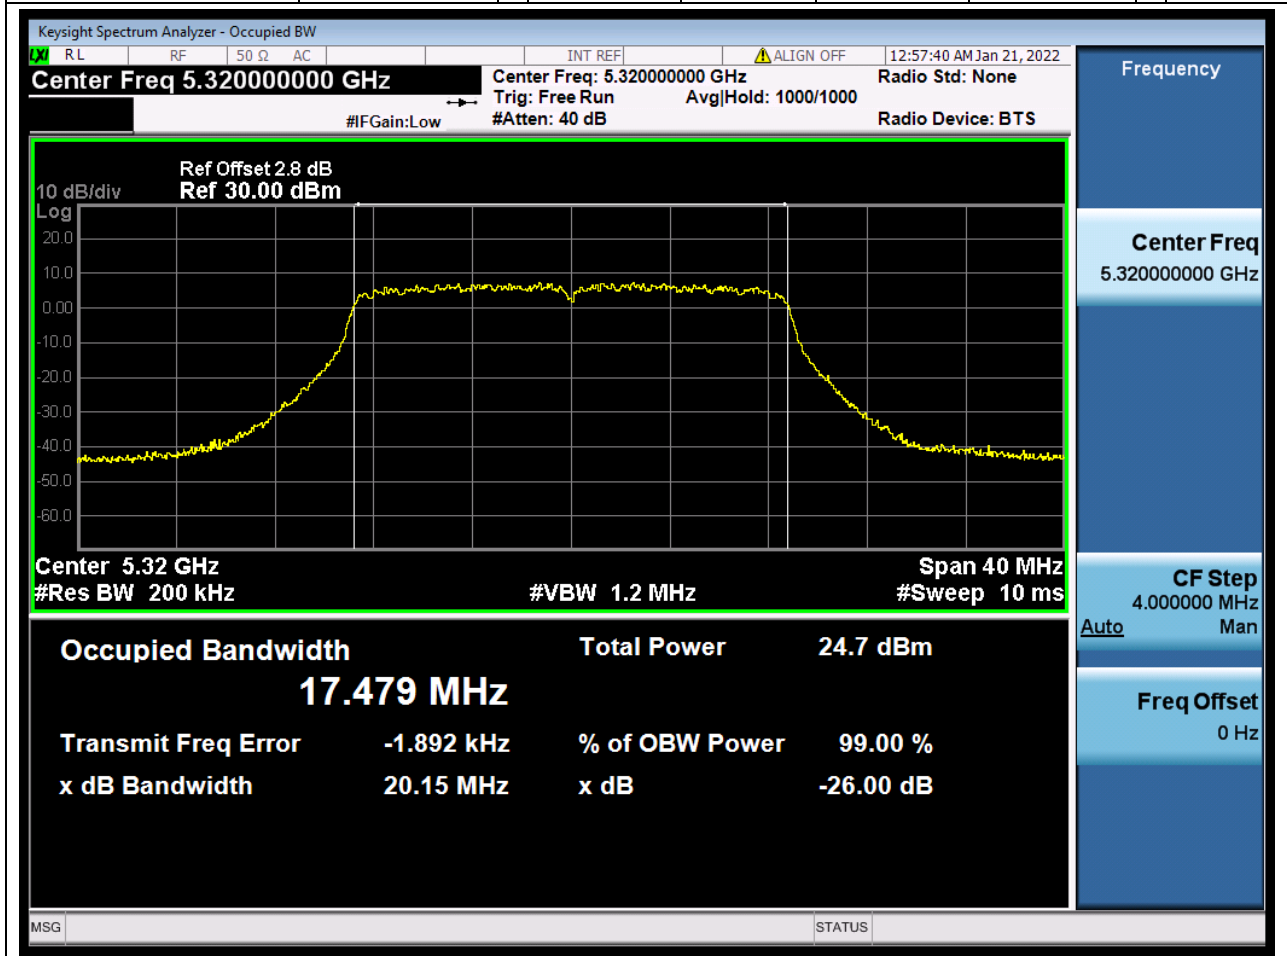 Keysight Spectrum Analyzer - Occupied BW
LXI RL RF 50 Ω AC INT REF ALIGN OFF 12:57:40 AM Jan 21, 2022
Center Freq 5.320000000 GHz
Center Freq: 5.320000000 GHz
Radio Std: None
Trig: Free Run Avg|Hold: 1000/1000
#IFGain:Low
#Atten: 40 dB
Radio Device: BTS
Ref Offset 2.8 dB
10 dB/div Ref 30.00 dBm
Log
20.0
10.0
0.00
-10.0
-20.0
-30.0
-40.0
-50.0
-60.0
Center 5.32 GHz Span 40 MHz
#Res BW 200 kHz #VBW 1.2 MHz #Sweep 10 ms
Occupied Bandwidth Total Power 24.7 dBm
17.479 MHz
Transmit Freq Error -1.892 kHz % of OBW Power 99.00 %
x dB Bandwidth 20.15 MHz x dB -26.00 dB
MSG STATUS
Frequency
Center Freq
5.320000000 GHz
CF Step
4.000000 MHz
Auto Man
Freq Offset
0 Hz